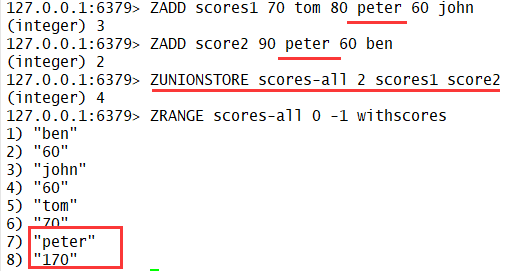 127.0.0.1:6379> ZADD scores1 70 tom 80 peter 60 john
(integer) 3
127.0.0.1:6379> ZADD score2 90 peter 60 ben
(integer) 2
127.0.0.1:6379> ZUNIONSTORE scores-all 2 scores1 score2
(integer) 4
127.0.0.1:6379> ZRANGE scores-all 0 -1 withscores
1) "ben"
2) "60"
3) "john"
4) "60"
5) "tom"
6) "70"
7) "peter"
8) "170"